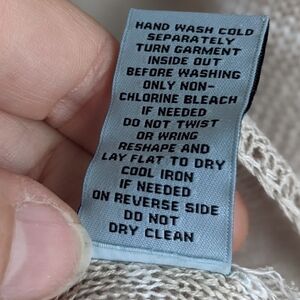 HAND WASH COLD
SEPARATELY
TURN GARMENT
INSIDE OUT
BEFORE WASHING
ONLY NON-
CHLORINE BLEACH
IF NEEDED
DO NOT TWIST
OR WRING
RESHAPE AND
LAY FLAT TO DRY
COOL IRON
IF NEEDED
ON REVERSE SIDE
DO NOT
DRY CLEAN